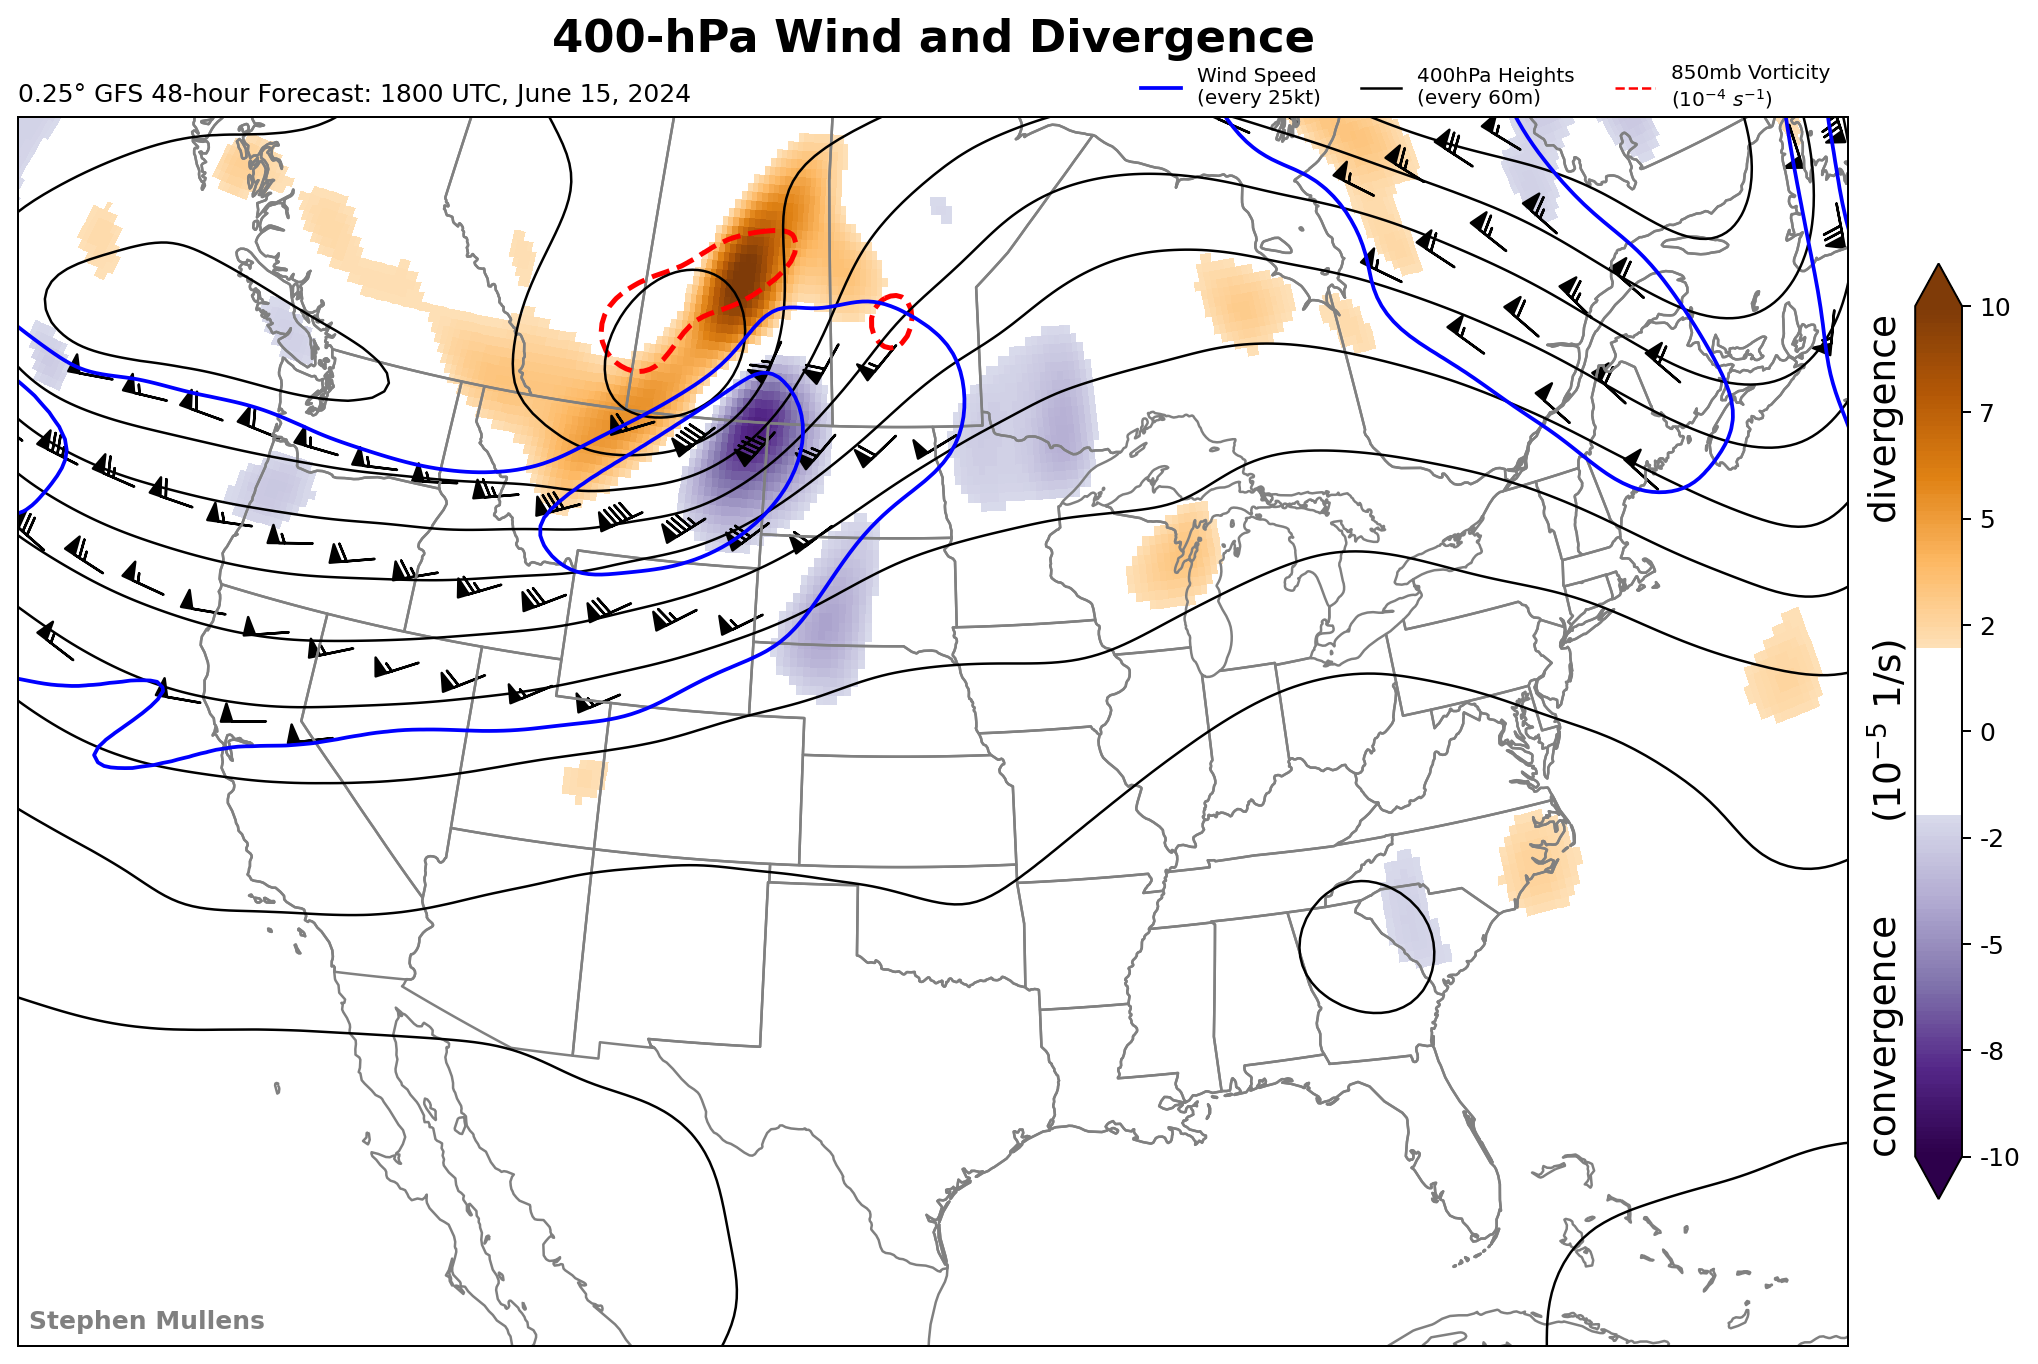 400-hPa Wind and Divergence
0.25° GFS 48-hour Forecast: 1800 UTC, June 15, 2024
Wind Speed
(every 25kt)
400hPa Heights
(every 60m)
850mb Vorticity
(10⁻⁴ s⁻¹)
10
7
5
2
0
-2
-5
-8
-10
convergence (10⁻⁵ 1/s) divergence
Stephen Mullens